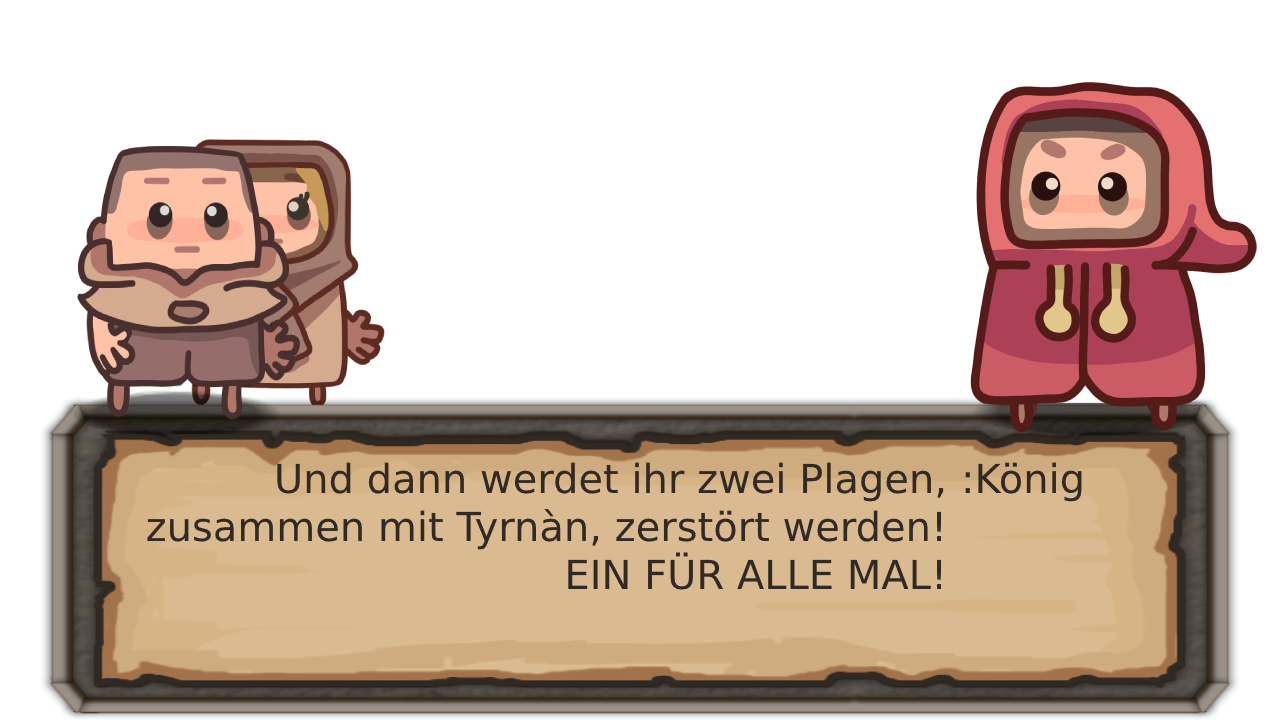 Und dann werdet ihr zwei Plagen, :König
zusammen mit Tyrnàn, zerstört werden!
EIN FÜR ALLE MAL!